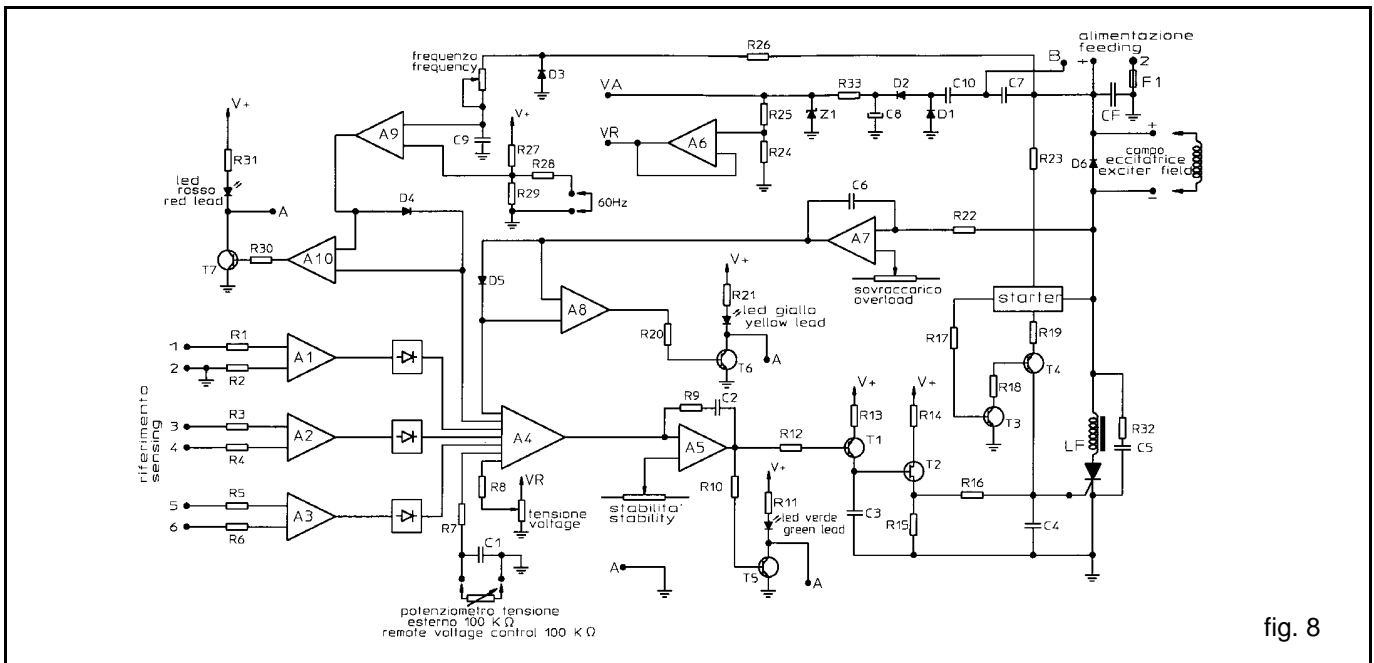 alimentazione
feeding
R26
B
+
2
frequenza
frequency
D3
VA
R33
D2
C10
C7
F1
CF
V+
V+
R25
Z1
C8
D1
A9
C9
R27
VR
A6
R24
R23
D6
+
campo
eccitatrice
exciter field
-
R31
R28
led
rosso
red lead
R29
60Hz
A
D4
C6
A7
R22
T7
R30
A10
V+
sovraccarico
overload
starter
D5
R21
led giallo
yellow lead
A8
R17
R19
R20
T6
A
T4
R18
1
R1
A1
2
R2
V+
V+
T3
riferimento
sensing
3
R3
A2
4
R4
A4
R9
C2
R13
R14
LF
R32
C5
A5
R12
T1
T2
R8
VR
V+
R10
R11
R16
5
R5
A3
6
R6
tensione
voltage
stabilita'
stability
led verde
green lead
C3
R15
C4
R7
C1
A
T5
A
potenziometro tensione
esterno 100 KΩ
remote voltage control 100 KΩ
fig. 8